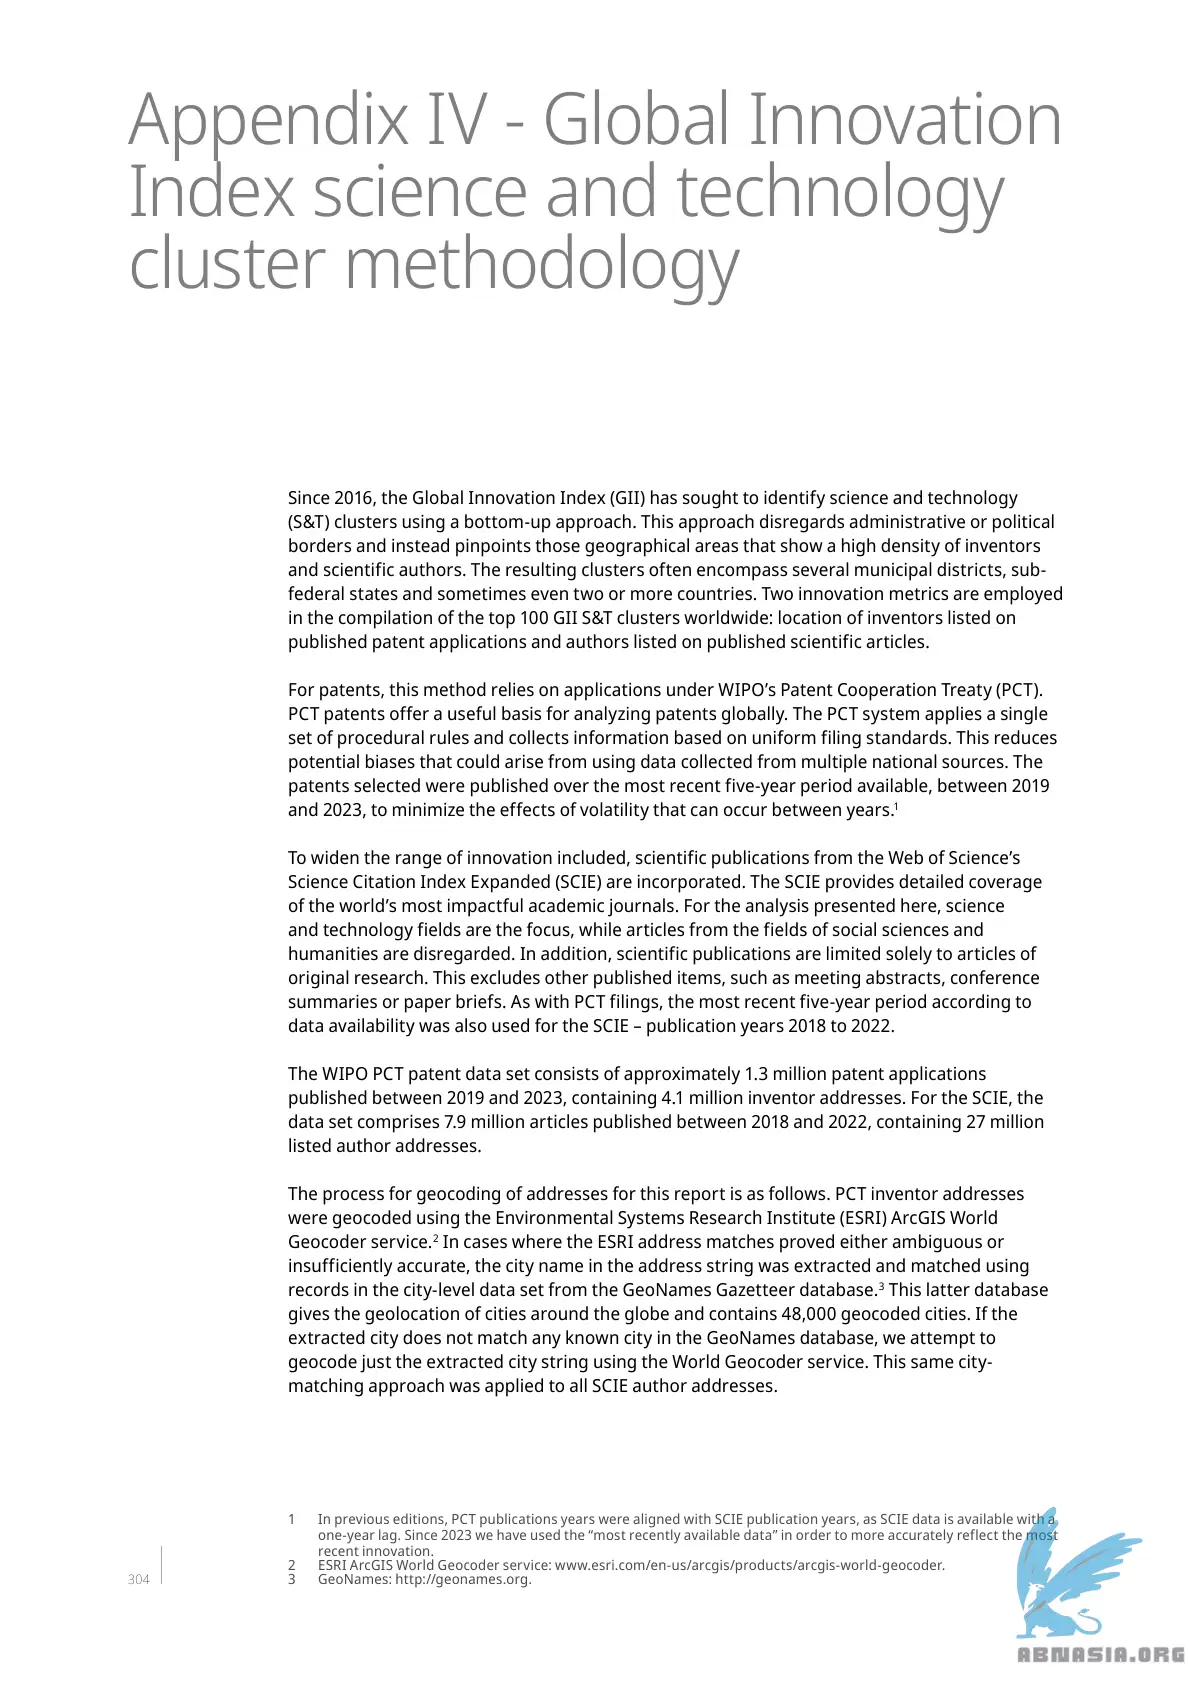 Appendix IV - Global Innovation
Index science and technology
cluster methodology
Since 2016, the Global Innovation Index (GII) has sought to identify science and technology
(S&T) clusters using a bottom-up approach. This approach disregards administrative or political
borders and instead pinpoints those geographical areas that show a high density of inventors
and scientific authors. The resulting clusters often encompass several municipal districts, sub-
federal states and sometimes even two or more countries. Two innovation metrics are employed
in the compilation of the top 100 GII S&T clusters worldwide: location of inventors listed on
published patent applications and authors listed on published scientific articles.
For patents, this method relies on applications under WIPO’s Patent Cooperation Treaty (PCT).
PCT patents offer a useful basis for analyzing patents globally. The PCT system applies a single
set of procedural rules and collects information based on uniform filing standards. This reduces
potential biases that could arise from using data collected from multiple national sources. The
patents selected were published over the most recent five-year period available, between 2019
and 2023, to minimize the effects of volatility that can occur between years.1
To widen the range of innovation included, scientific publications from the Web of Science’s
Science Citation Index Expanded (SCIE) are incorporated. The SCIE provides detailed coverage
of the world’s most impactful academic journals. For the analysis presented here, science
and technology fields are the focus, while articles from the fields of social sciences and
humanities are disregarded. In addition, scientific publications are limited solely to articles of
original research. This excludes other published items, such as meeting abstracts, conference
summaries or paper briefs. As with PCT filings, the most recent five-year period according to
data availability was also used for the SCIE – publication years 2018 to 2022.
The WIPO PCT patent data set consists of approximately 1.3 million patent applications
published between 2019 and 2023, containing 4.1 million inventor addresses. For the SCIE, the
data set comprises 7.9 million articles published between 2018 and 2022, containing 27 million
listed author addresses.
The process for geocoding of addresses for this report is as follows. PCT inventor addresses
were geocoded using the Environmental Systems Research Institute (ESRI) ArcGIS World
Geocoder service.2 In cases where the ESRI address matches proved either ambiguous or
insufficiently accurate, the city name in the address string was extracted and matched using
records in the city-level data set from the GeoNames Gazetteer database.3 This latter database
gives the geolocation of cities around the globe and contains 48,000 geocoded cities. If the
extracted city does not match any known city in the GeoNames database, we attempt to
geocode just the extracted city string using the World Geocoder service. This same city-
matching approach was applied to all SCIE author addresses.
1 In previous editions, PCT publications years were aligned with SCIE publication years, as SCIE data is available with a
one-year lag. Since 2023 we have used the “most recently available data” in order to more accurately reflect the most
recent innovation.
2 ESRI ArcGIS World Geocoder service: www.esri.com/en-us/arcgis/products/arcgis-world-geocoder.
3 GeoNames: http://geonames.org.
304
ABNASIA.ORG